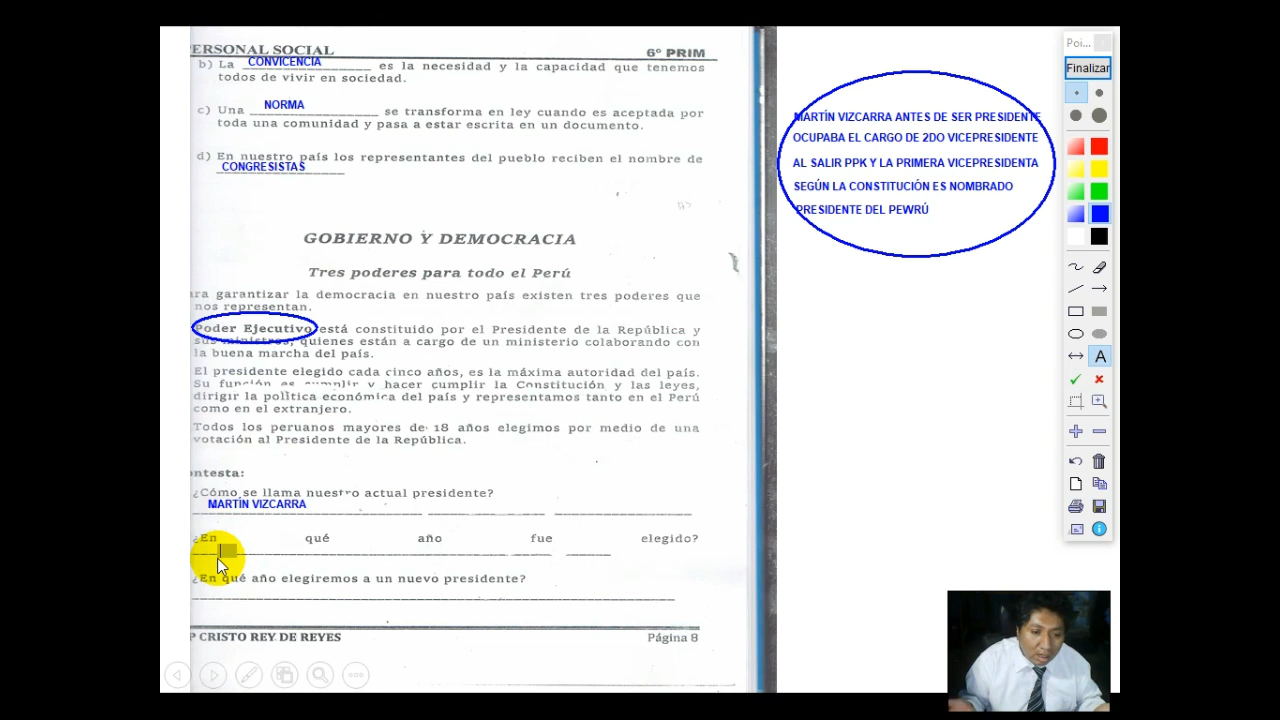 ERSONAL SOCIAL 6º PRIM
b) La CONVICENCIA es la necesidad y la capacidad que tenemos
todos de vivir en sociedad.
c) Una NORMA se transforma en ley cuando es aceptada por
toda una comunidad y pasa a estar escrita en un documento.
d) En nuestro país los representantes del pueblo reciben el nombre de
CONGRESISTAS
GOBIERNO Y DEMOCRACIA
Tres poderes para todo el Perú
ra garantizar la democracia en nuestro país existen tres poderes que
nos representan.
Poder Ejecutivo está constituido por el Presidente de la República y
sus ministros, quienes están a cargo de un ministerio colaborando con
la buena marcha del país.
El presidente elegido cada cinco años, es la máxima autoridad del país.
Su función es cumplir y hacer cumplir la Constitución y las leyes,
dirigir la política económica del país y representamos tanto en el Perú
como en el extranjero.
Todos los peruanos mayores de 18 años elegimos por medio de una
votación al Presidente de la República.
ntesta:
¿Cómo se llama nuestro actual presidente?
MARTÍN VIZCARRA
¿En qué año fue elegido?
¿En qué año elegiremos a un nuevo presidente?
P CRISTO REY DE REYES Página 8
MARTÍN VIZCARRA ANTES DE SER PRESIDENTE
OCUPABA EL CARGO DE 2DO VICEPRESIDENTE
AL SALIR PPK Y LA PRIMERA VICEPRESIDENTA
SEGÚN LA CONSTITUCIÓN ES NOMBRADO
PRESIDENTE DEL PEWRÚ
Poi...
Finalizar
A